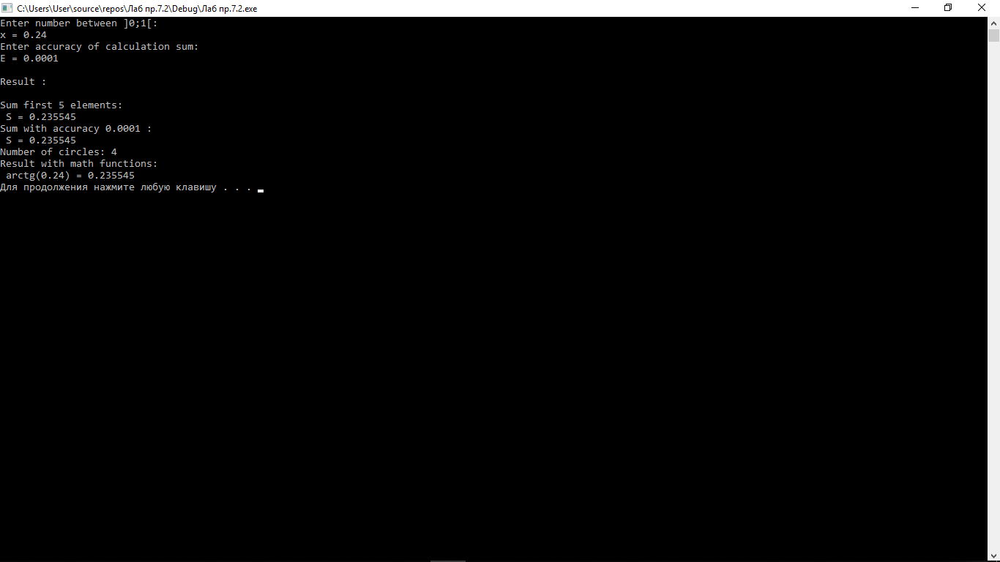 C:\Users\User\source\repos\Лаб пр.7.2\Debug\Лаб пр.7.2.exe
Enter number between ]0;1[:
x = 0.24
Enter accuracy of calculation sum:
E = 0.0001
Result :
Sum first 5 elements:
S = 0.235545
Sum with accuracy 0.0001 :
S = 0.235545
Number of circles: 4
Result with math functions:
arctg(0.24) = 0.235545
Для продолжения нажмите любую клавишу . . .